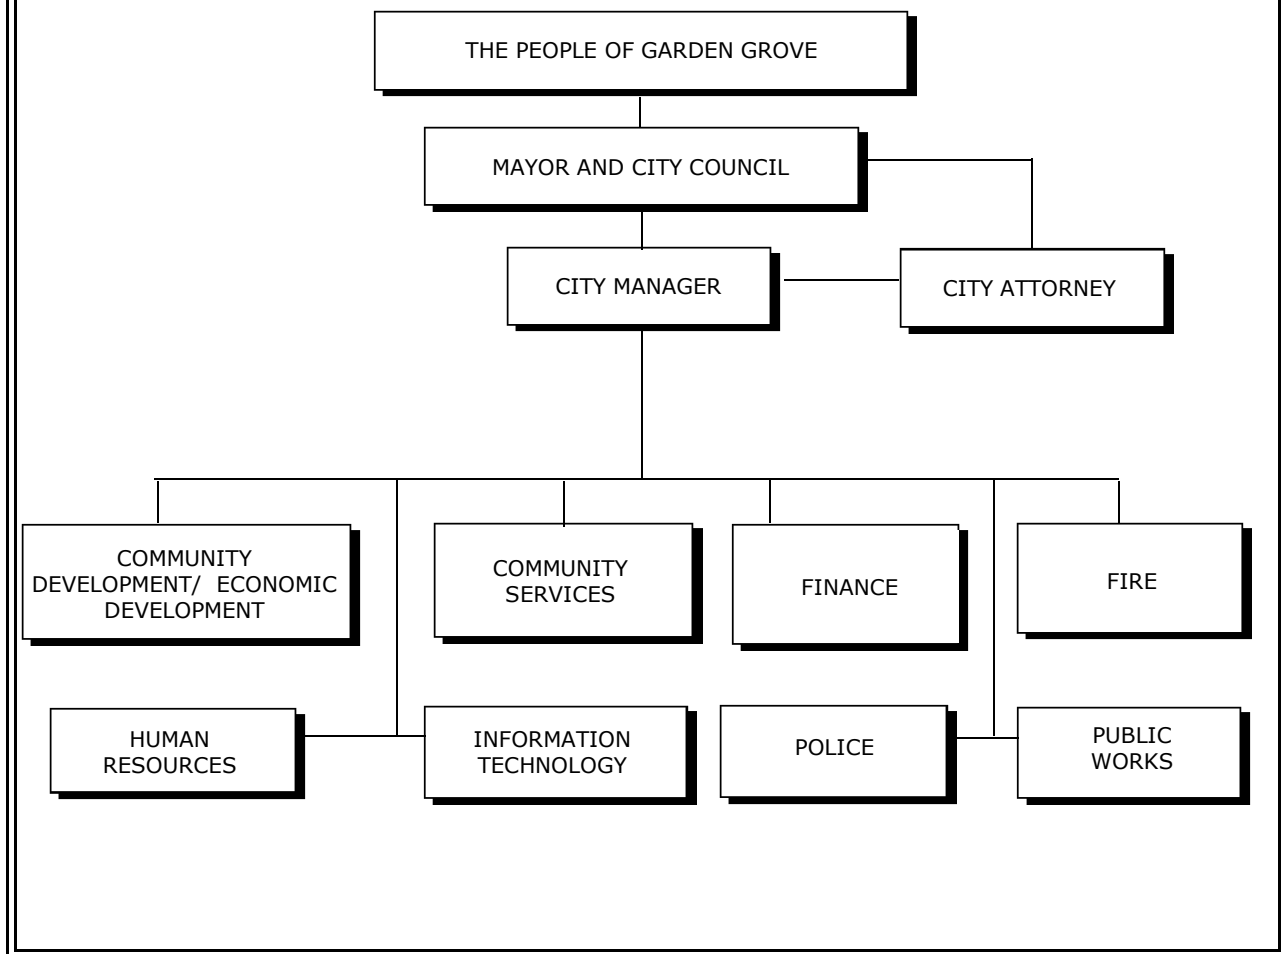 THE PEOPLE OF GARDEN GROVE
MAYOR AND CITY COUNCIL
CITY MANAGER
CITY ATTORNEY
COMMUNITY
DEVELOPMENT/  ECONOMIC
DEVELOPMENT
COMMUNITY
SERVICES
FINANCE
FIRE
HUMAN
RESOURCES
INFORMATION
TECHNOLOGY
POLICE
PUBLIC
WORKS